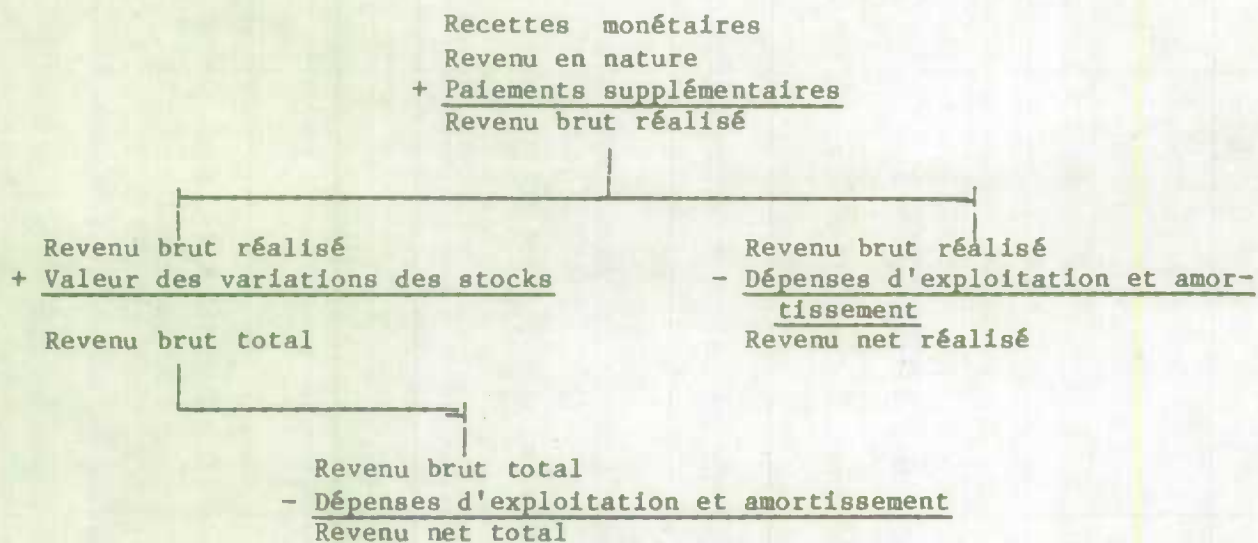 Recettes monétaires
Revenu en nature
+ Paiements supplémentaires
Revenu brut réalisé
Revenu brut réalisé
+ Valeur des variations des stocks
Revenu brut total
Revenu brut réalisé
- Dépenses d'exploitation et amor-
tissement
Revenu net réalisé
Revenu brut total
- Dépenses d'exploitation et amortissement
Revenu net total